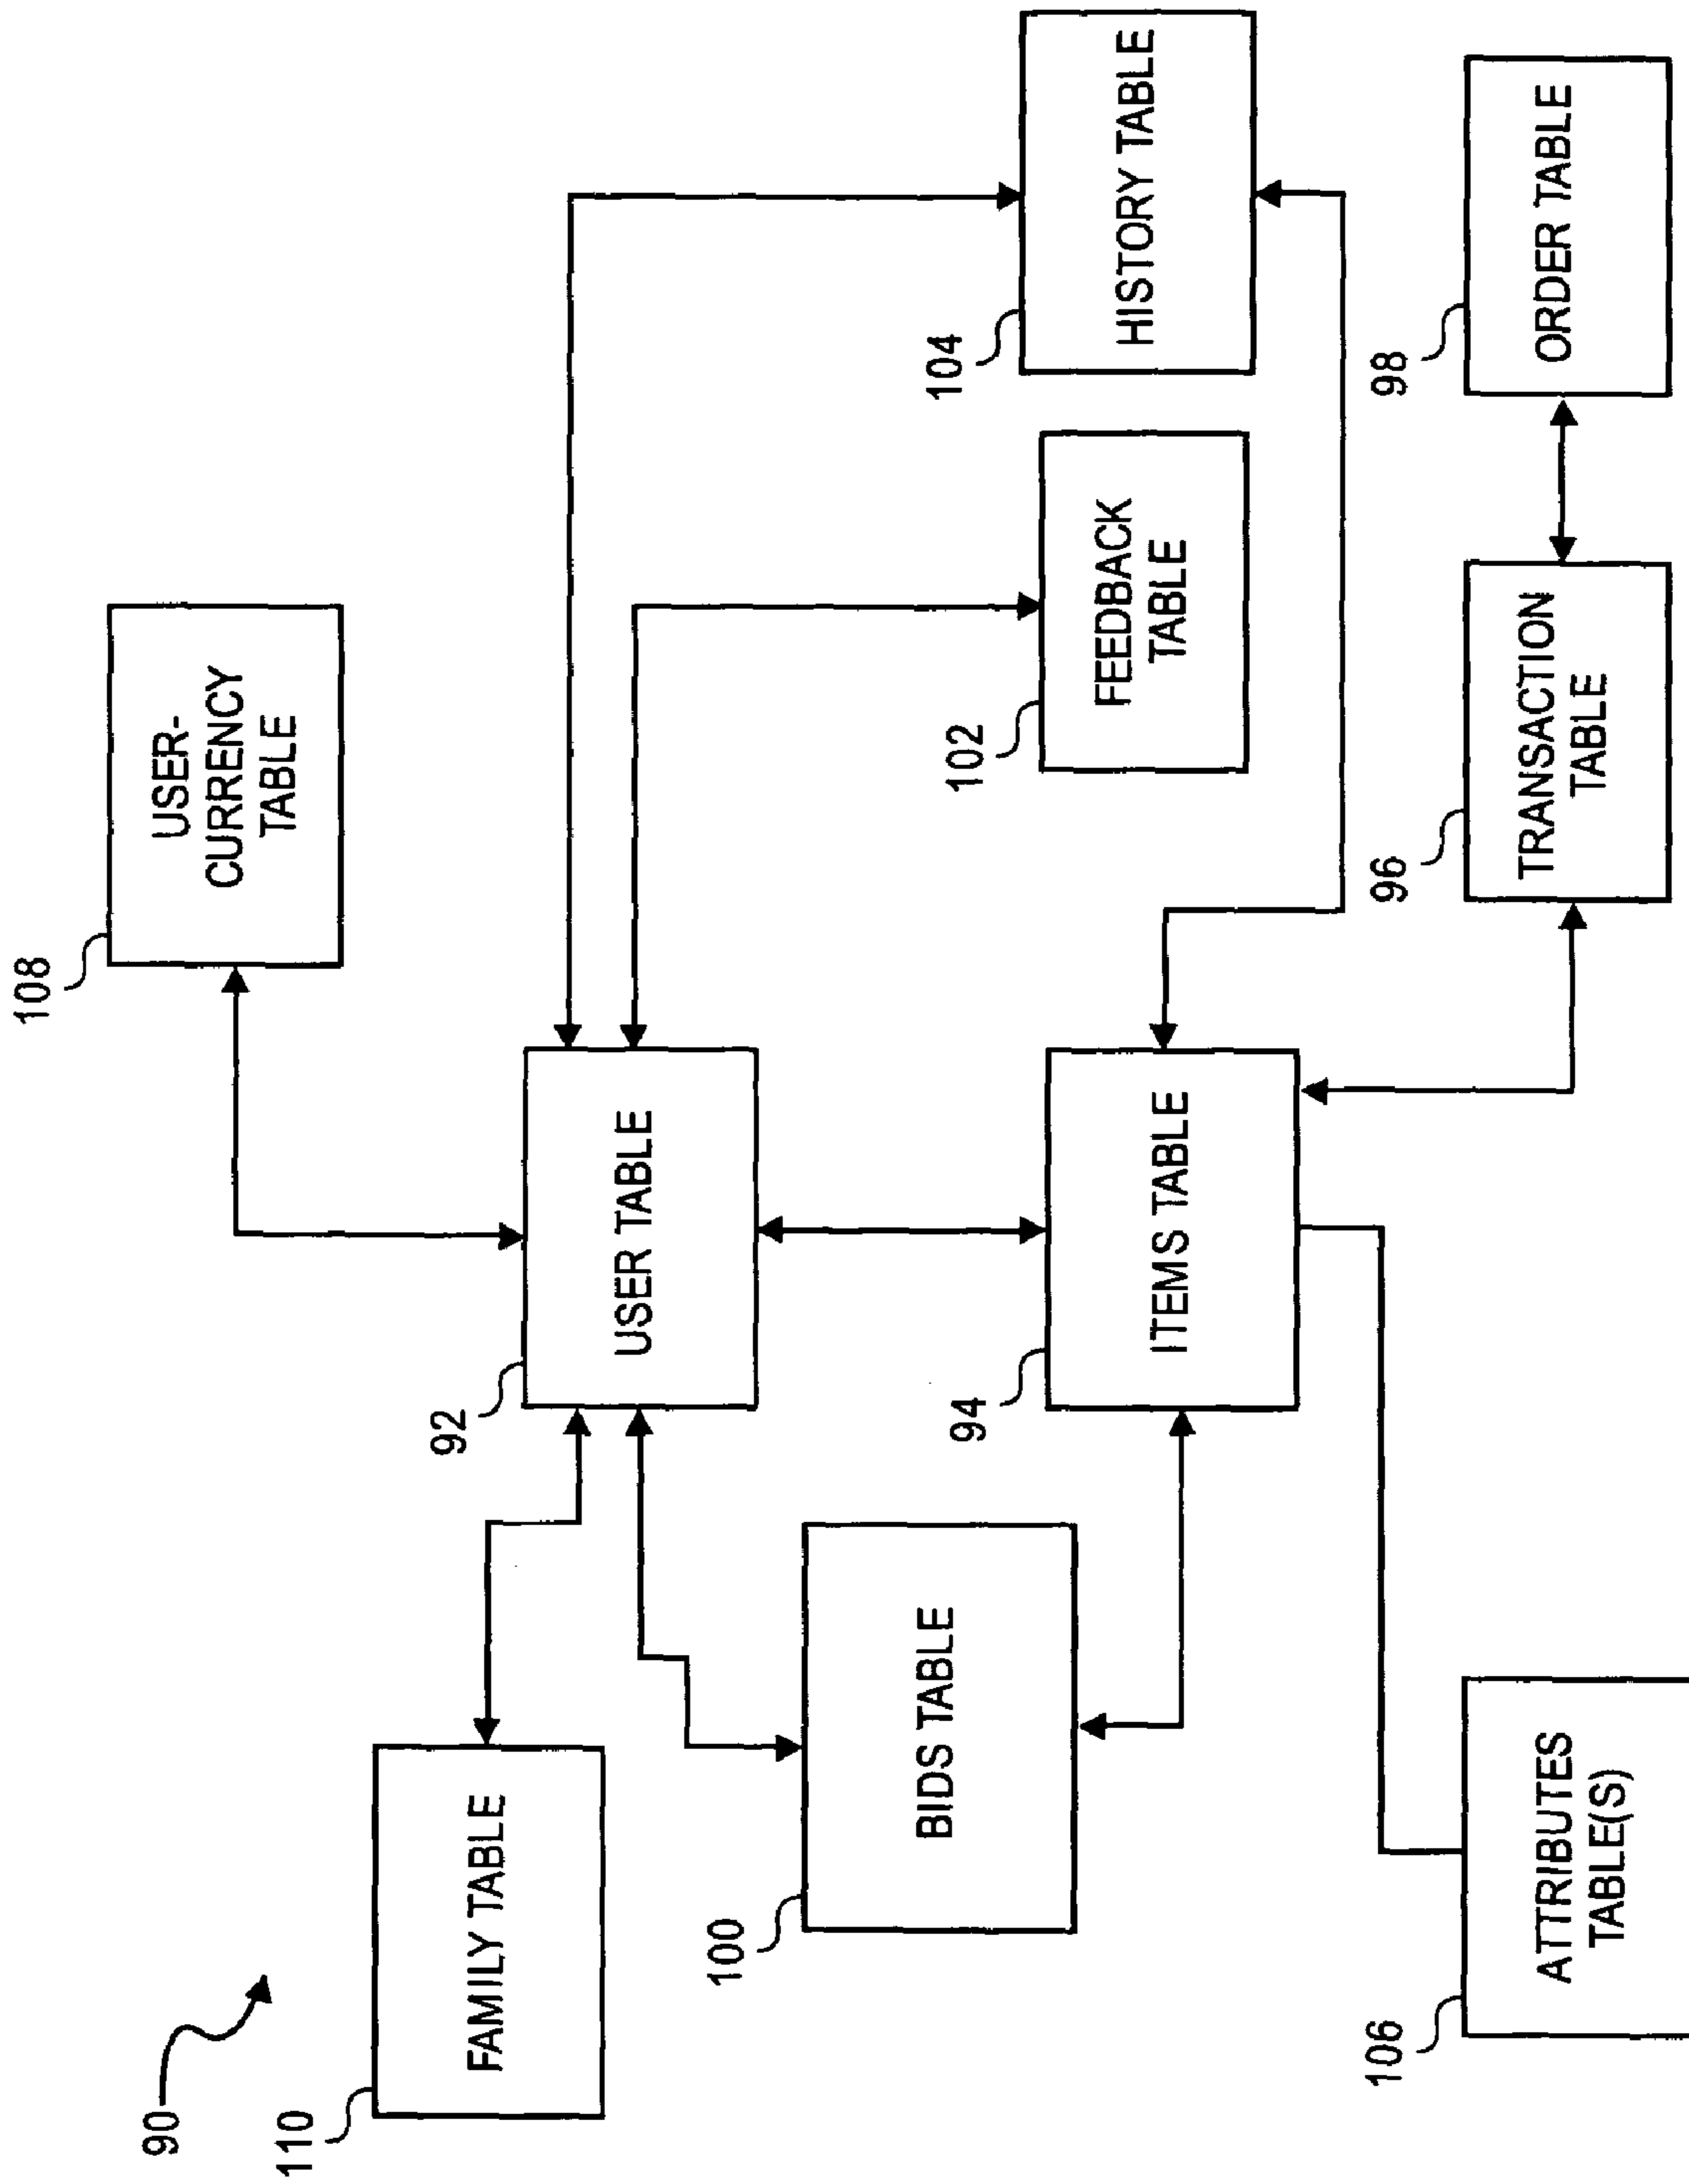 90
108
USER-
CURRENCY
TABLE
110
FAMILY TABLE
92
USER TABLE
100
BIDS TABLE
94
ITEMS TABLE
102
FEEDBACK
TABLE
104
HISTORY TABLE
106
ATTRIBUTES
TABLE(S)
96
TRANSACTION
TABLE
98
ORDER TABLE